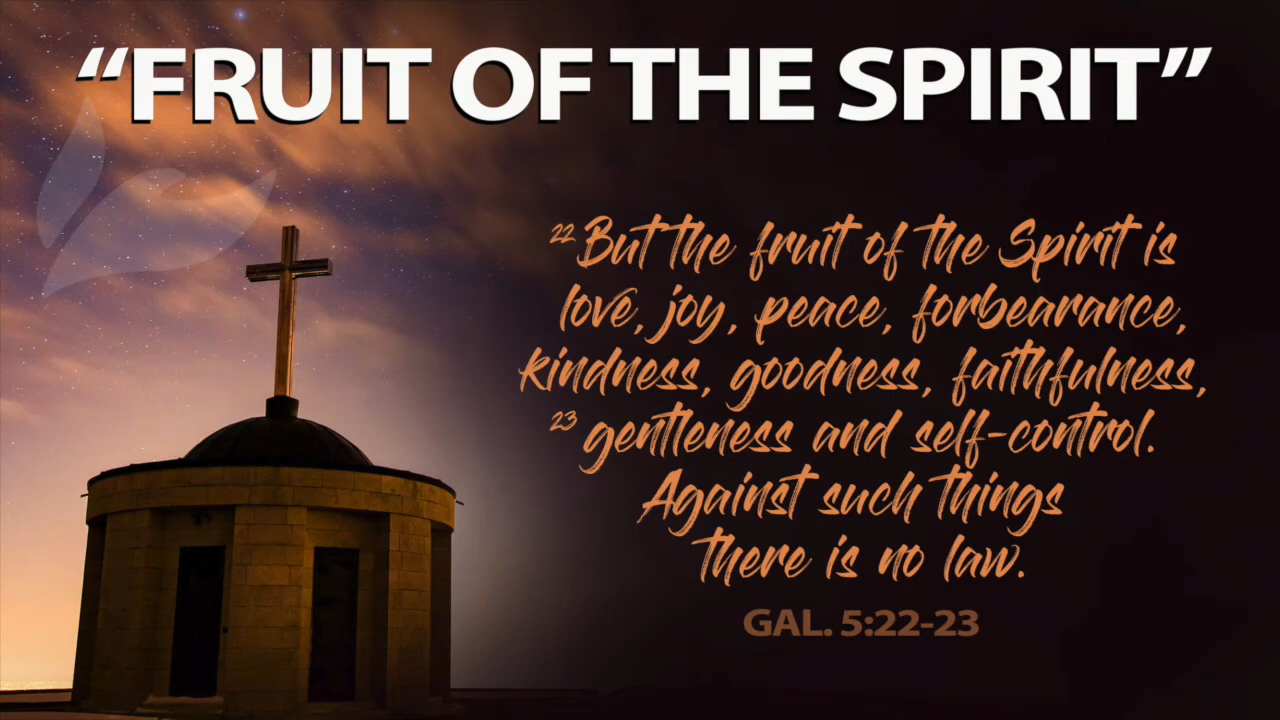 “FRUIT OF THE SPIRIT”
22 But the fruit of the Spirit is
love, joy, peace, forbearance,
kindness, goodness, faithfulness,
23 gentleness and self-control.
Against such things
there is no law.
GAL. 5:22-23